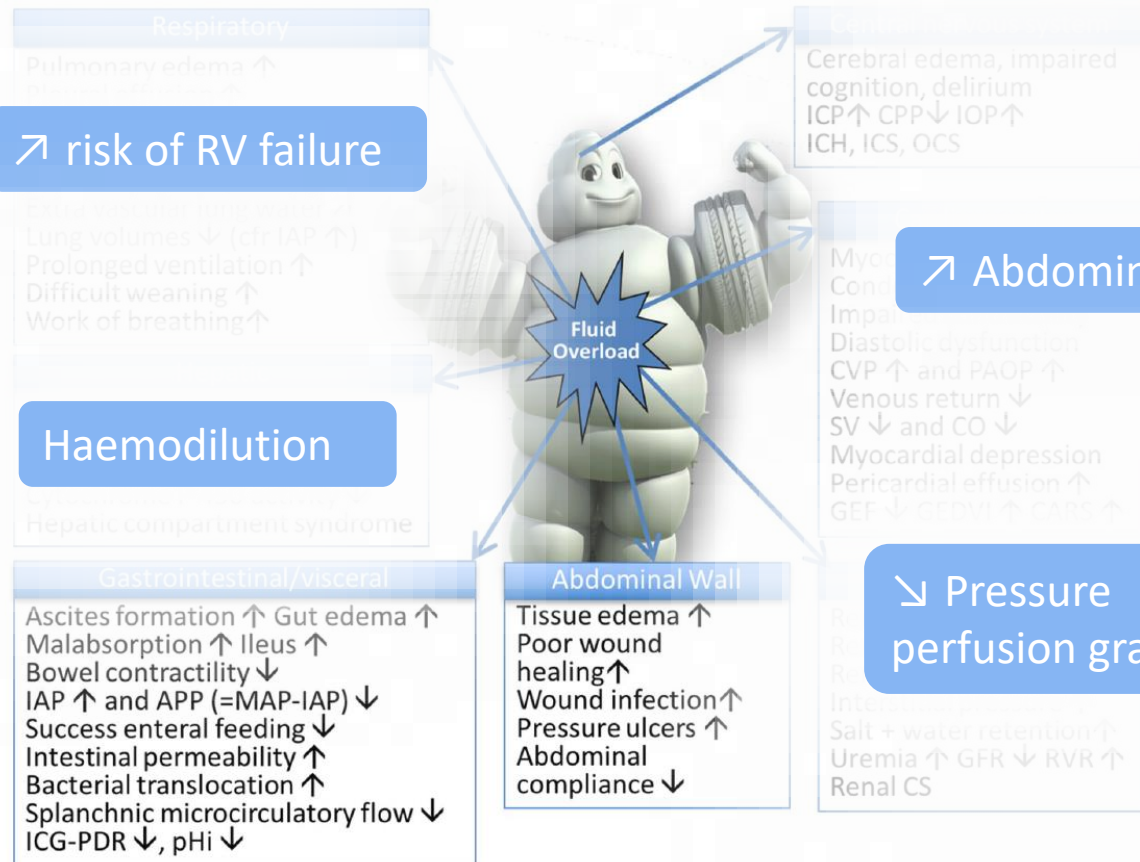 Respiratory
Pulmonary edema ↑
↗ risk of RV failure
Lung volumes ↓ (cfr IAP ↑)
Prolonged ventilation ↑
Difficult weaning ↑
Work of breathing↑
Haemodilution
Hepatic compartment syndrome
Gastrointestinal/visceral
Ascites formation ↑ Gut edema ↑
Malabsorption ↑ Ileus ↑
Bowel contractility ↓
IAP ↑ and APP (=MAP-IAP) ↓
Success enteral feeding ↓
Intestinal permeability ↑
Bacterial translocation ↑
Splanchnic microcirculatory flow ↓
ICG-PDR ↓, pHi ↓
Fluid
Overload
Abdominal Wall
Tissue edema ↑
Poor wound
healing↑
Wound infection↑
Pressure ulcers ↑
Abdominal
compliance ↓
Cerebral edema, impaired
cognition, delirium
ICP↑ CPP↓ IOP↑
ICH, ICS, OCS
↗ Abdomin
Diastolic dysfunction
CVP ↑ and PAOP ↑
Venous return ↓
SV ↓ and CO ↓
Myocardial depression
Pericardial effusion ↑
GEF ↓ GEDVI ↑ CARS ↑
↘ Pressure
perfusion gra
Salt + water retention ↑
Uremia ↑ GFR ↓ RVR ↑
Renal CS